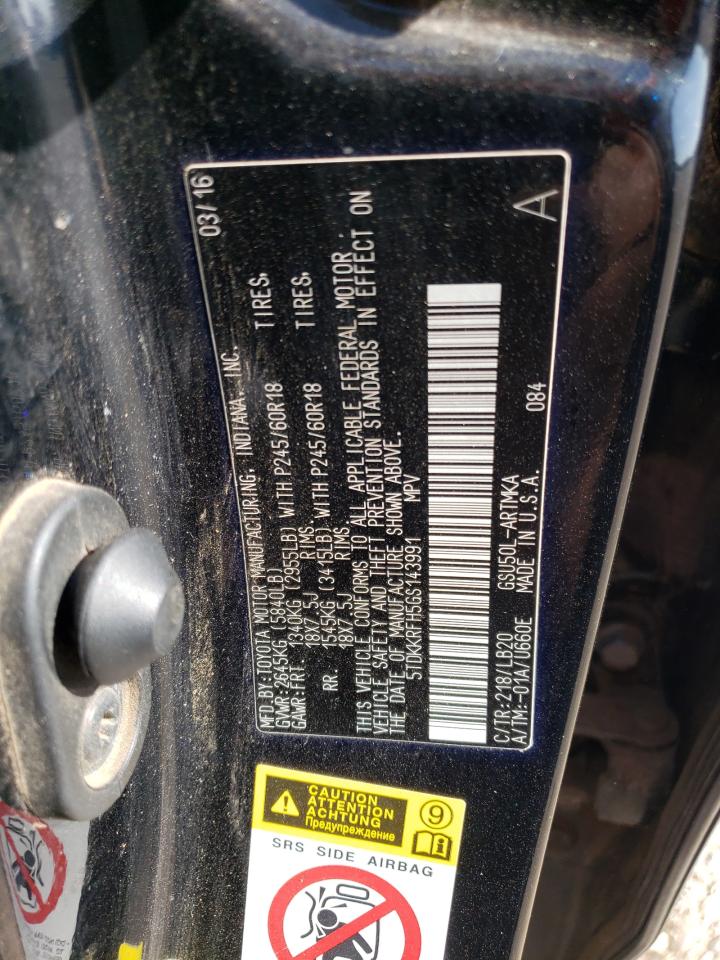 MFD.BY:TOYOTA MOTOR MANUFACTURING, INDIANA, INC. 03/16
GVWR:2645KG (5840LB)
GAWR:FRT. 1340KG (2955LB) WITH P245/60R18 TIRES,
18X7.5J RIMS,
RR. 1545KG (3415LB) WITH P245/60R18 TIRES,
18X7.5J RIMS,
THIS VEHICLE CONFORMS TO ALL APPLICABLE FEDERAL MOTOR
VEHICLE SAFETY AND THEFT PREVENTION STANDARDS IN EFFECT ON
THE DATE OF MANUFACTURE SHOWN ABOVE.
5TDKKRFH5GS143991 MPV
C/TR:218/LB20 GSU50L-ARTMKA 084
A/TM:-01A/U660E MADE IN U.S.A. A
CAUTION
ATTENTION
ACHTUNG
Предупреждение
9
SRS SIDE AIRBAG